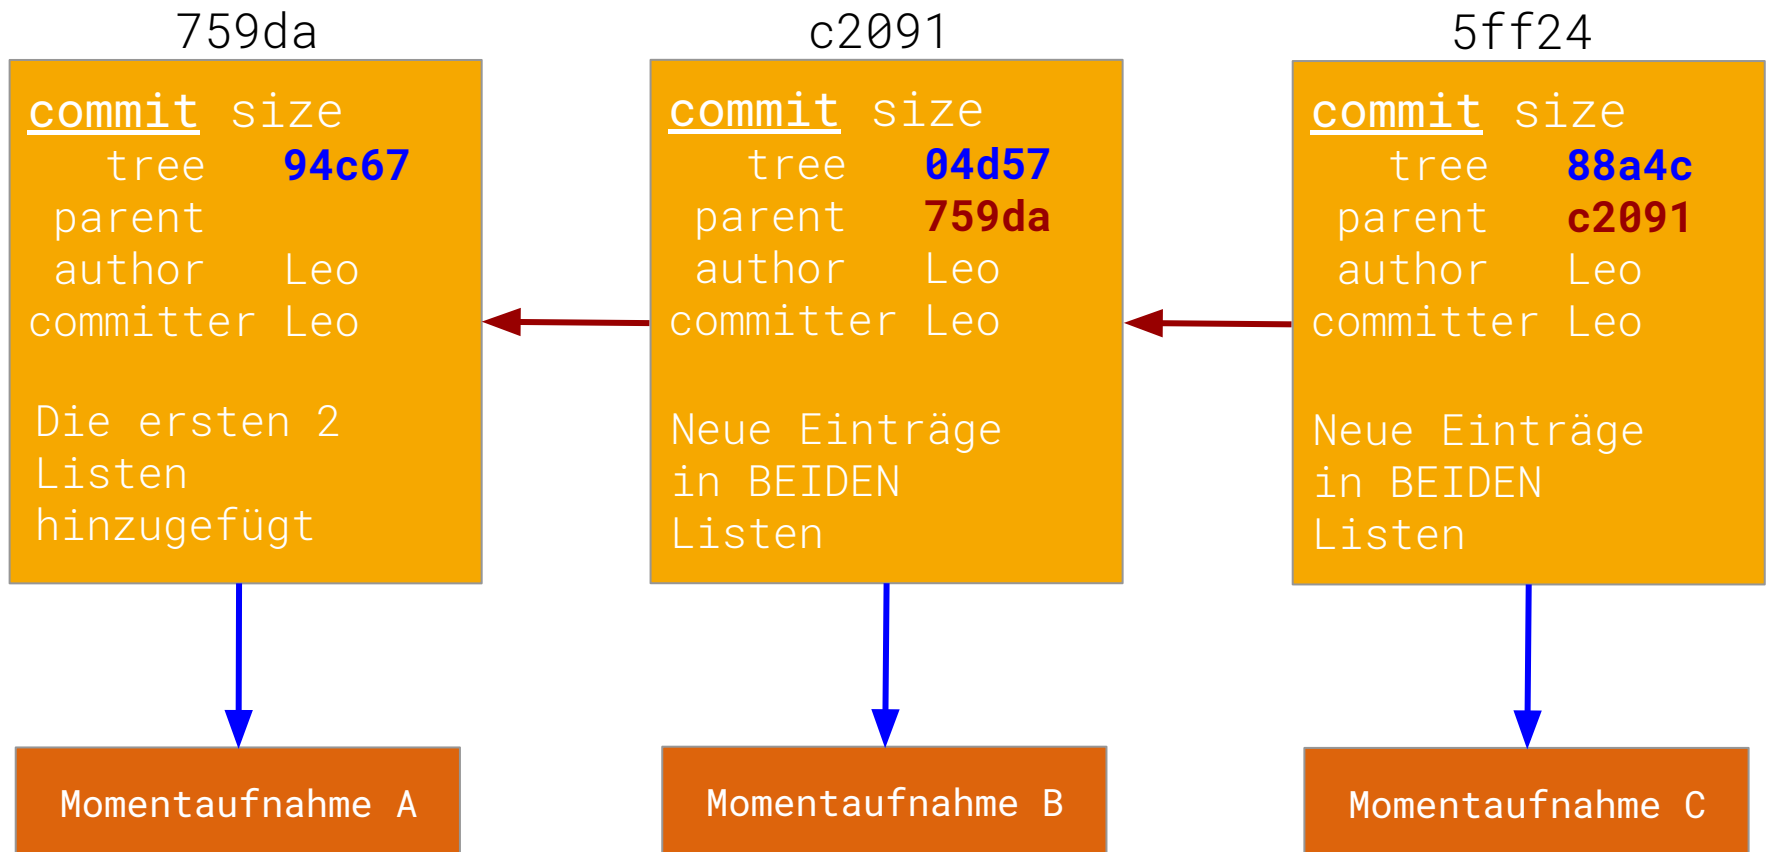 759da
commit size
tree 94c67
parent
author Leo
committer Leo
Die ersten 2
Listen
hinzugefügt
Momentaufnahme A
c2091
commit size
tree 04d57
parent 759da
author Leo
committer Leo
Neue Einträge
in BEIDEN
Listen
Momentaufnahme B
5ff24
commit size
tree 88a4c
parent c2091
author Leo
committer Leo
Neue Einträge
in BEIDEN
Listen
Momentaufnahme C